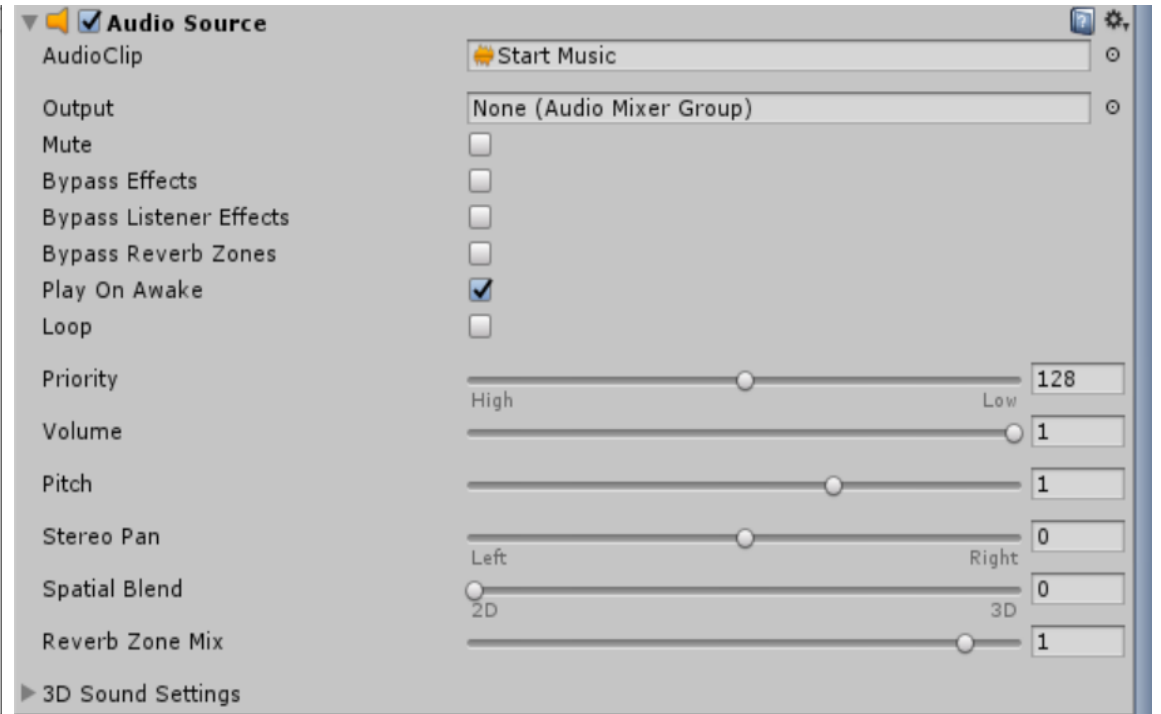 Audio Source
AudioClip Start Music
Output None (Audio Mixer Group)
Mute
Bypass Effects
Bypass Listener Effects
Bypass Reverb Zones
Play On Awake
Loop
Priority 128
High Low
Volume 1
Pitch 1
Stereo Pan 0
Left Right
Spatial Blend 0
2D 3D
Reverb Zone Mix 1
3D Sound Settings